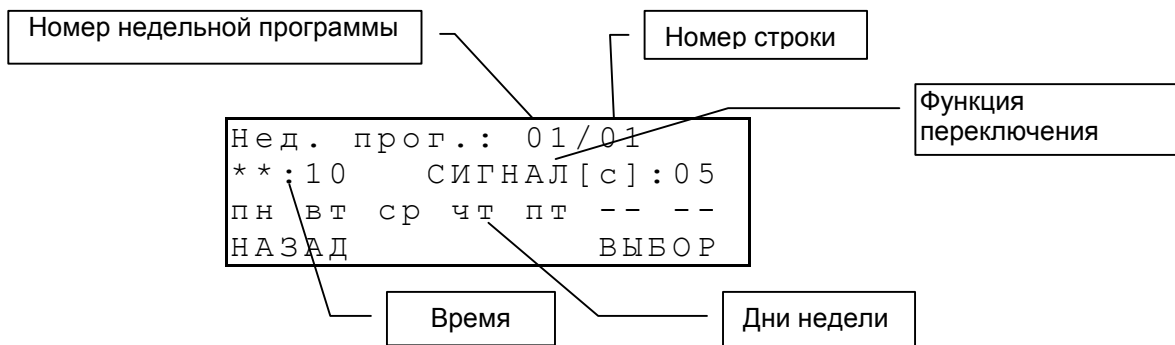 Номер недельной программы
Номер строки
Функция
переключения
Нед. прог.: 01/01
**:10 СИГНАЛ[с]:05
пн вт ср чт пт -- --
НАЗАД ВЫБОР
Время
Дни недели